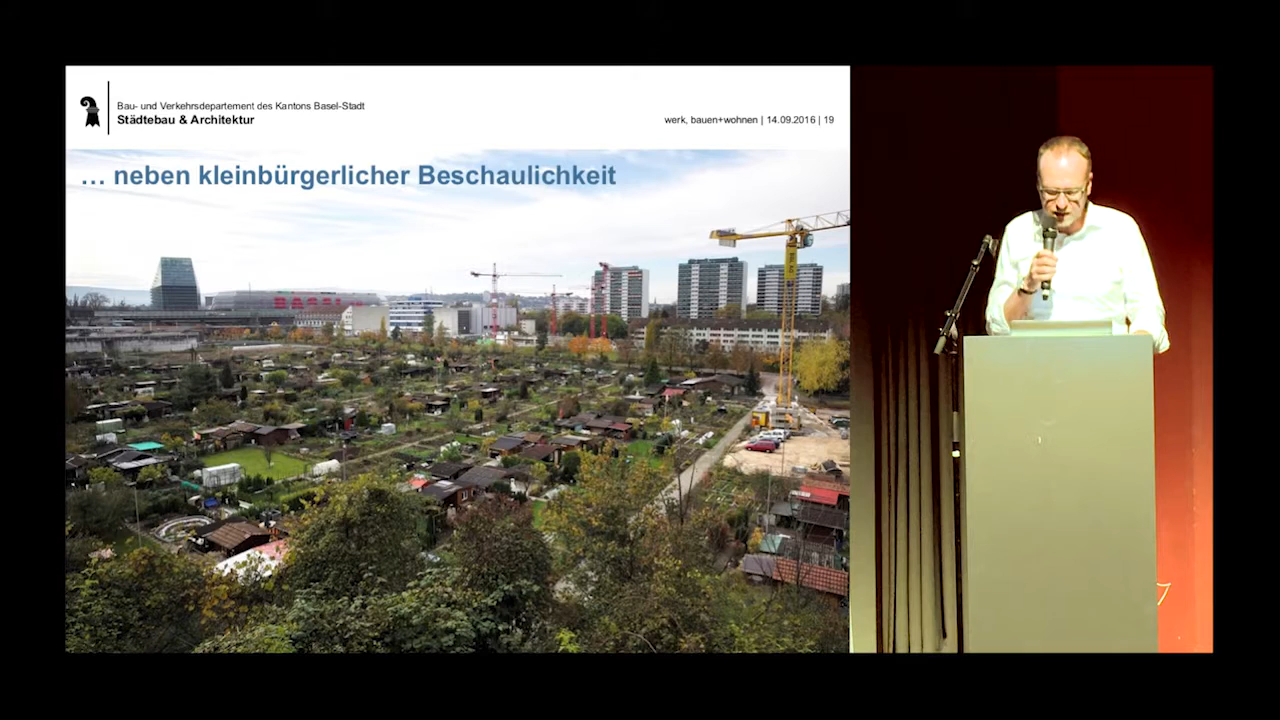 Bau- und Verkehrsdepartement des Kantons Basel-Stadt
Städtebau & Architektur
werk, bauen+wohnen | 14.09.2016 | 19
… neben kleinbürgerlicher Beschaulichkeit
BASEL